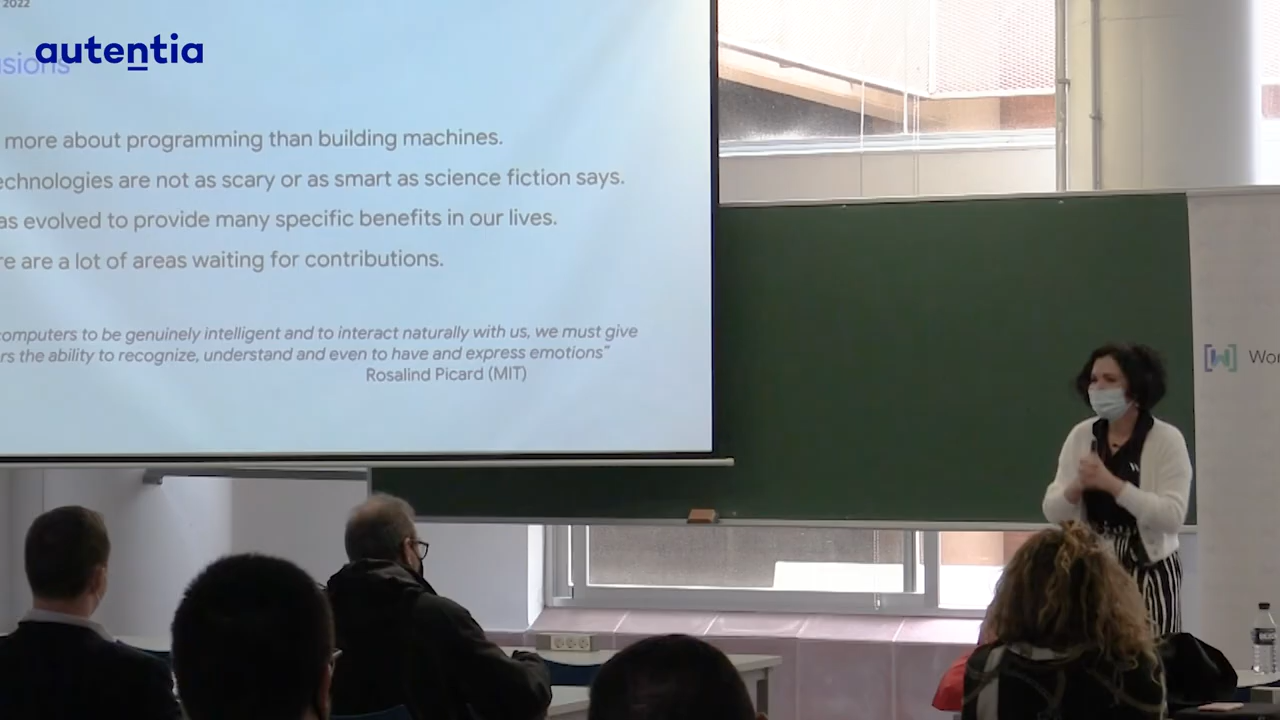 2022
autentia
more about programming than building machines.
technologies are not as scary or as smart as science fiction says.
as evolved to provide many specific benefits in our lives.
re are a lot of areas waiting for contributions.
computers to be genuinely intelligent and to interact naturally with us, we must give
rs the ability to recognize, understand and even to have and express emotions"
Rosalind Picard (MIT)
[W] Wo